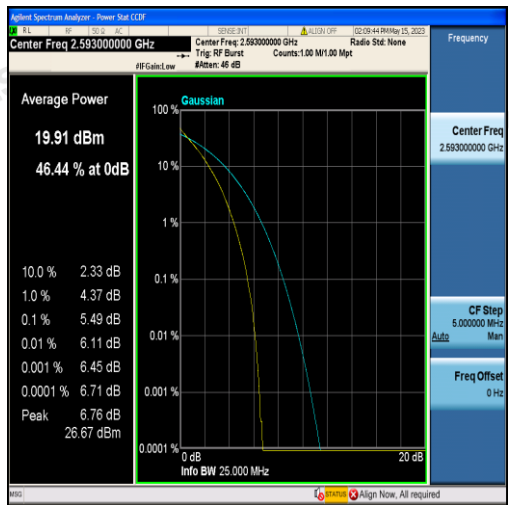 Agilent Spectrum Analyzer - Power Stat CCDF
RL RF 50 Ω AC SENSE:INT ALIGN OFF 02:09:44 PM May 15, 2023
Center Freq 2.593000000 GHz
Center Freq: 2.593000000 GHz Radio Std: None
Trig: RF Burst Counts:1.00 M/1.00 Mpt
#IFGain:Low #Atten: 46 dB
Frequency
Average Power
19.91 dBm
46.44 % at 0dB
10.0 % 2.33 dB
1.0 % 4.37 dB
0.1 % 5.49 dB
0.01 % 6.11 dB
0.001 % 6.45 dB
0.0001 % 6.71 dB
Peak 6.76 dB
26.67 dBm
Gaussian
100 %
10 %
1 %
0.1 %
0.01 %
0.001 %
0.0001 %
0 dB 20 dB
Info BW 25.000 MHz
Center Freq
2.593000000 GHz
CF Step
5.000000 MHz
Auto Man
Freq Offset
0 Hz
MSG STATUS Align Now, All required